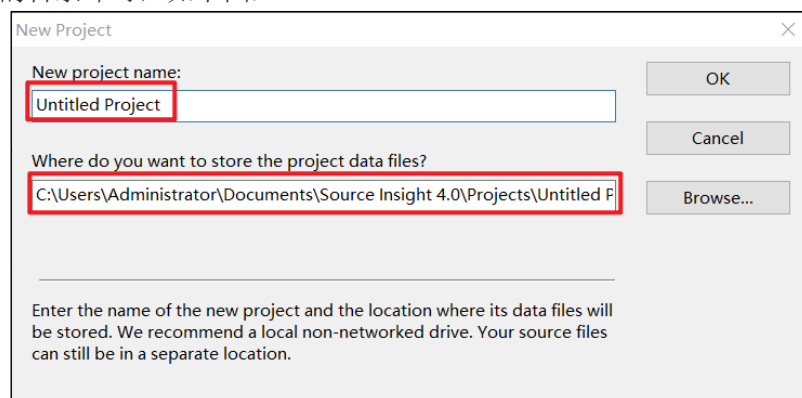 New Project
New project name:
OK
Untitled Project
Cancel
Where do you want to store the project data files?
C:\Users\Administrator\Documents\Source Insight 4.0\Projects\Untitled P
Browse...
Enter the name of the new project and the location where its data files will
be stored. We recommend a local non-networked drive. Your source files
can still be in a separate location.